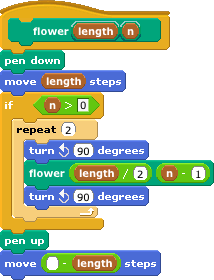 flower length n
pen down
move length steps
if n > 0
repeat 2
turn ↺ 90 degrees
flower length / 2 n - 1
turn ↺ 90 degrees
pen up
move - length steps